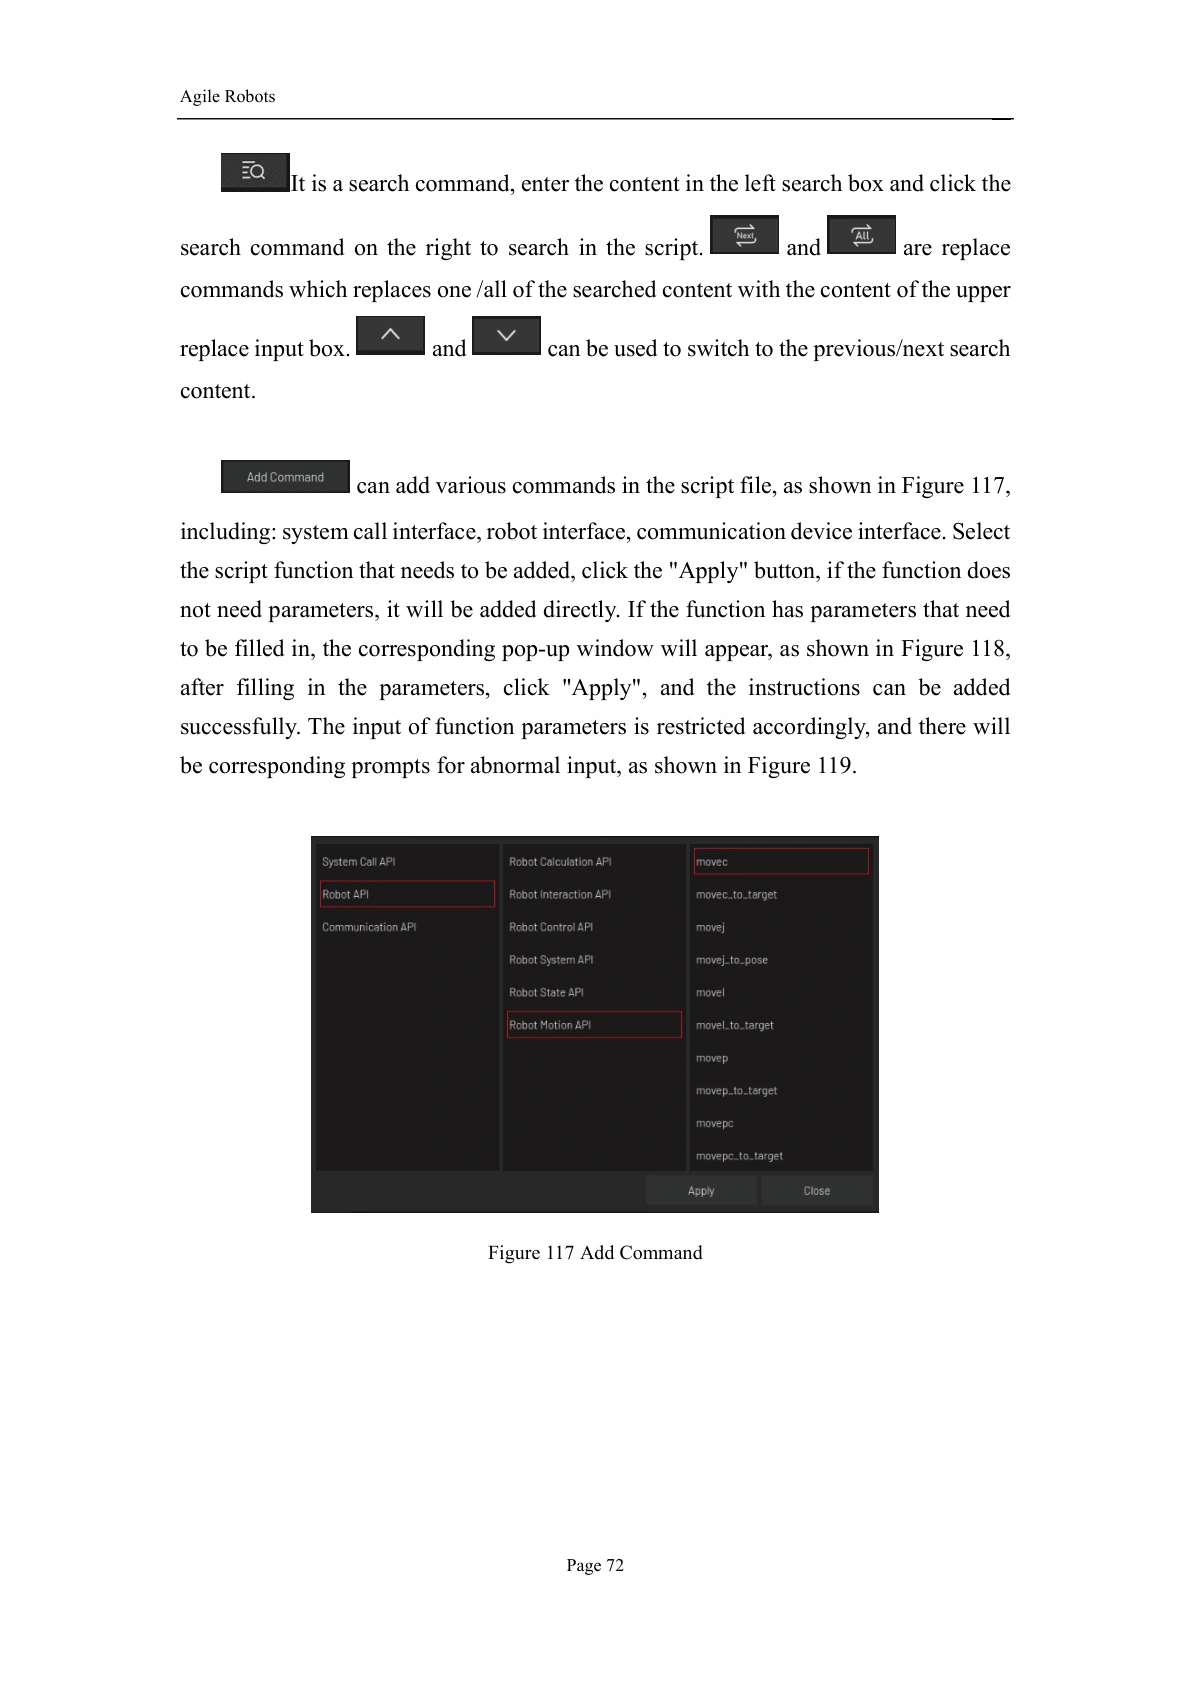 Agile Robots
It is a search command, enter the content in the left search box and click the
search command on the right to search in the script. Next and All are replace
commands which replaces one /all of the searched content with the content of the upper
replace input box. and can be used to switch to the previous/next search
content.
Add Command can add various commands in the script file, as shown in Figure 117,
including: system call interface, robot interface, communication device interface. Select
the script function that needs to be added, click the "Apply" button, if the function does
not need parameters, it will be added directly. If the function has parameters that need
to be filled in, the corresponding pop-up window will appear, as shown in Figure 118,
after filling in the parameters, click "Apply", and the instructions can be added
successfully. The input of function parameters is restricted accordingly, and there will
be corresponding prompts for abnormal input, as shown in Figure 119.
System Call API
Robot API
Communication API
Robot Calculation API
Robot Interaction API
Robot Control API
Robot System API
Robot State API
Robot Motion API
movec
movec_to_target
movej
movej_to_pose
movel
movel_to_target
movep
movep_to_target
movepc
movepc_to_target
Apply
Close
Figure 117 Add Command
Page 72